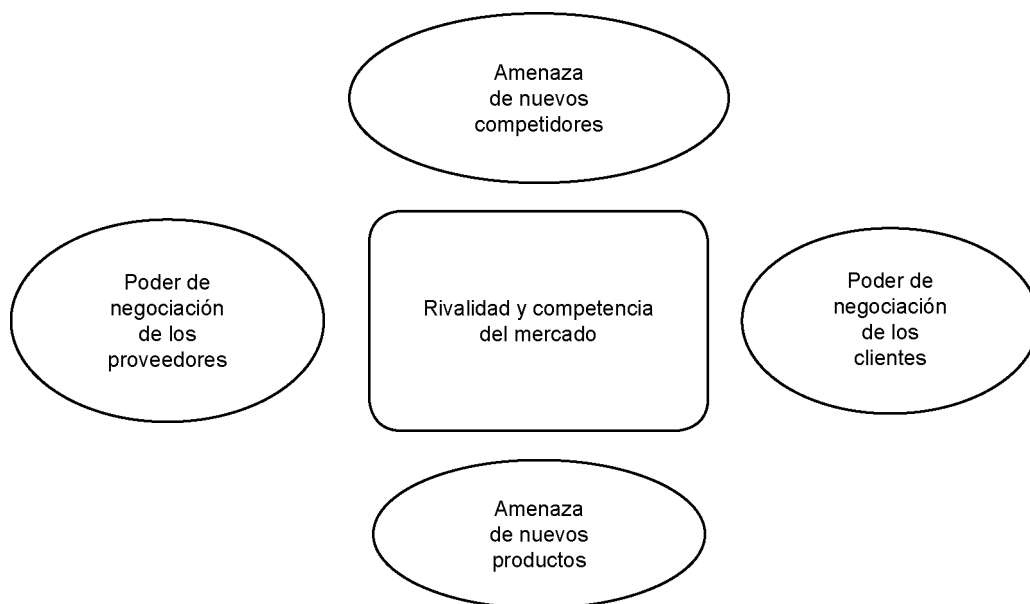 Amenaza
de nuevos
competidores
Poder de
negociación
de los
proveedores
Rivalidad y competencia
del mercado
Poder de
negociación
de los
clientes
Amenaza
de nuevos
productos